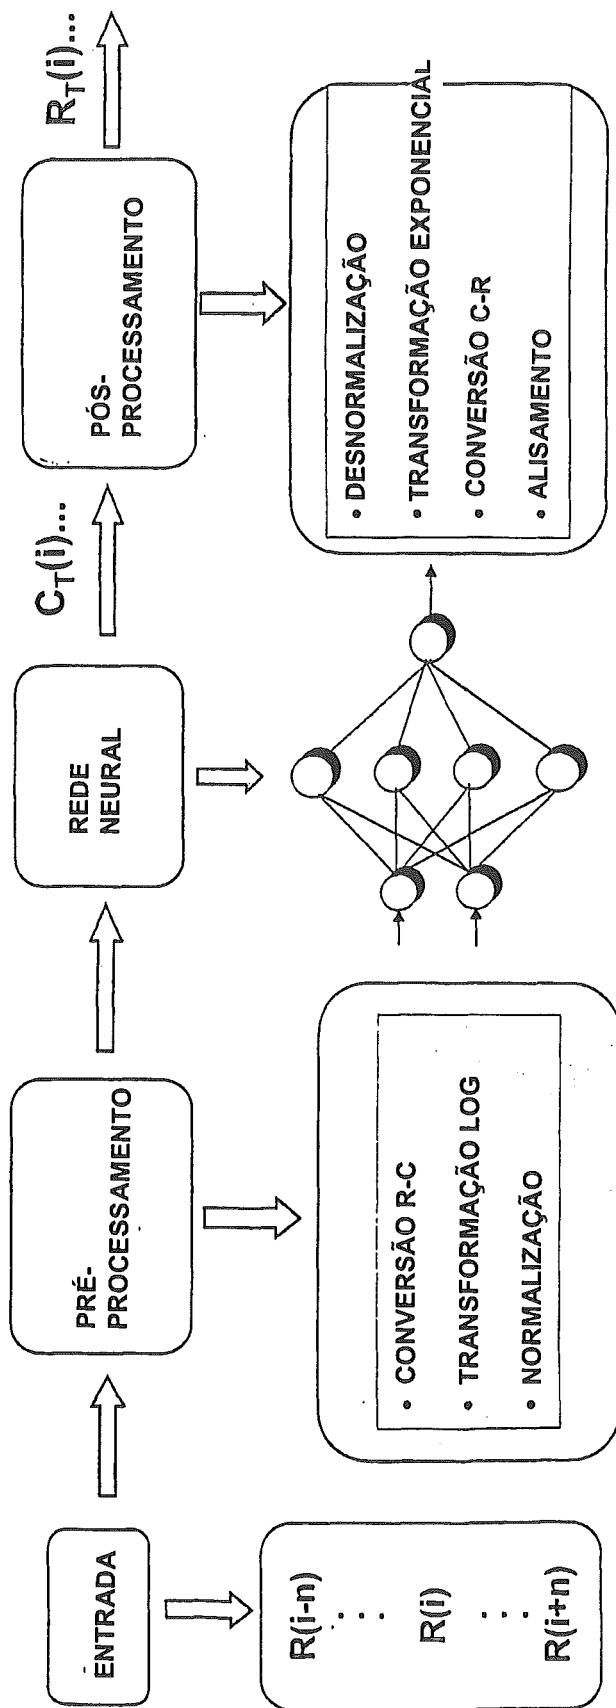 ENTRADA
R(i-n)
R(i)
R(i+n)
PRÉ-
PROCESSAMENTO
• CONVERSÃO R-C
• TRANSFORMAÇÃO LOG
• NORMALIZAÇÃO
REDE
NEURAL
C_T(i)...
PÓS-
PROCESSAMENTO
• DESNORMALIZAÇÃO
• TRANSFORMAÇÃO EXPONENCIAL
• CONVERSÃO C-R
• ALISAMENTO
R_T(i)...